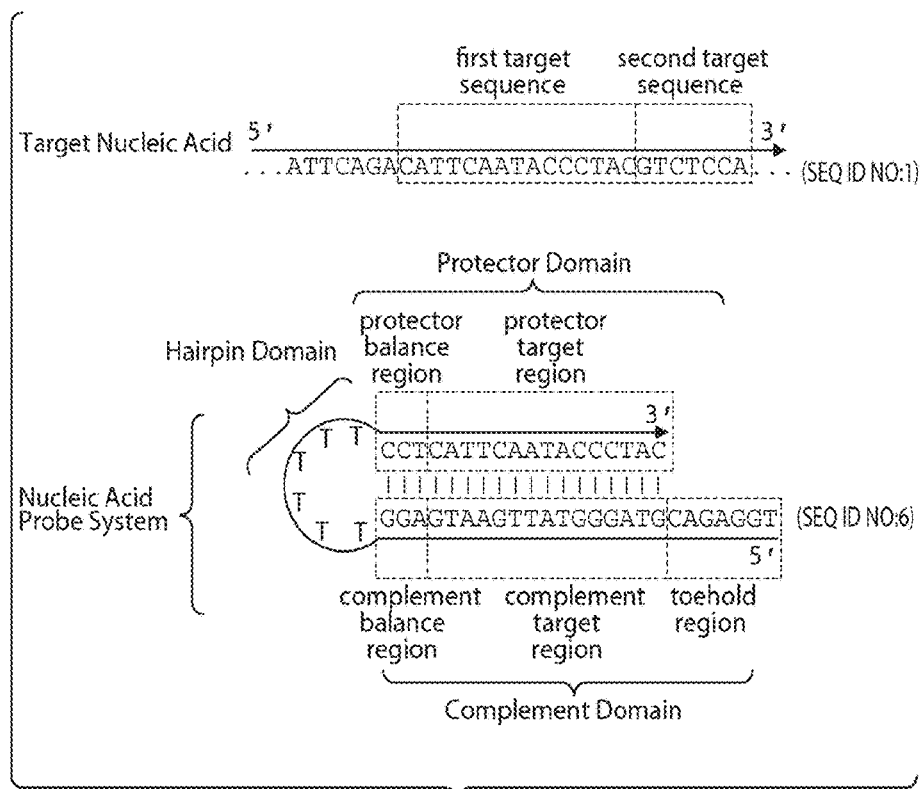 first target
sequence
second target
sequence
Target Nucleic Acid
5'
3'
...ATTCAGACATTCAATACCCTACGTCTCCA...
(SEQ ID NO:1)
Protector Domain
protector
balance
region
protector
target
region
Hairpin Domain
3'
T T T T T T
CCTCATTCAATACCCTAC
Nucleic Acid
Probe System
GGAGTAAGTTATGGGATGCAGAGGT
(SEQ ID NO:6)
5'
complement
balance
region
complement
target
region
toehold
region
Complement Domain